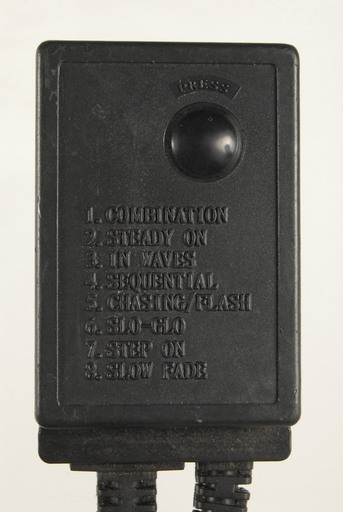 PRESS
1. COMBINATION
2. STEADY ON
3. IN WAVES
4. SEQUENTIAL
5. CHASING/FLASH
6. SLO-GLO
7. STEP ON
8. SLOW FADE